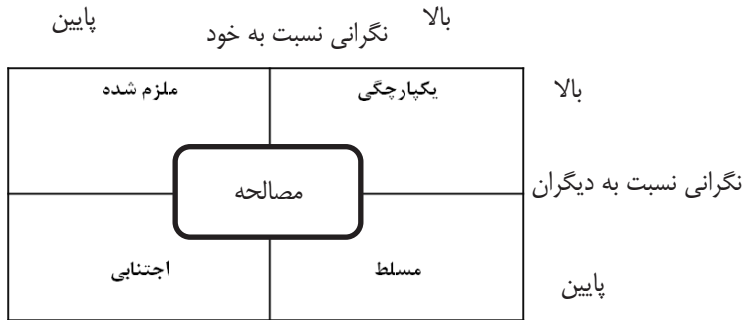 بالا
پایین
نگرانی نسبت به خود
بالا
یکپارچگی
ملزم شده
نگرانی نسبت به دیگران
مصالحه
مسلط
اجتنابی
پایین